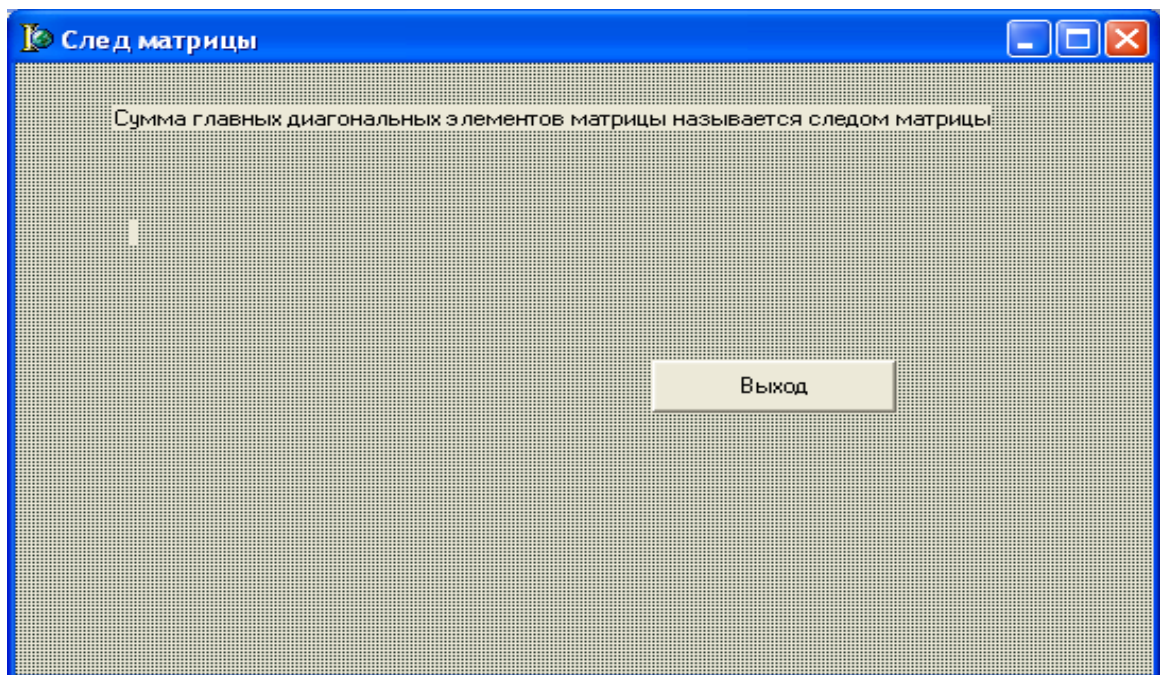 След матрицы
Сумма главных диагональных элементов матрицы называется следом матрицы
Выход